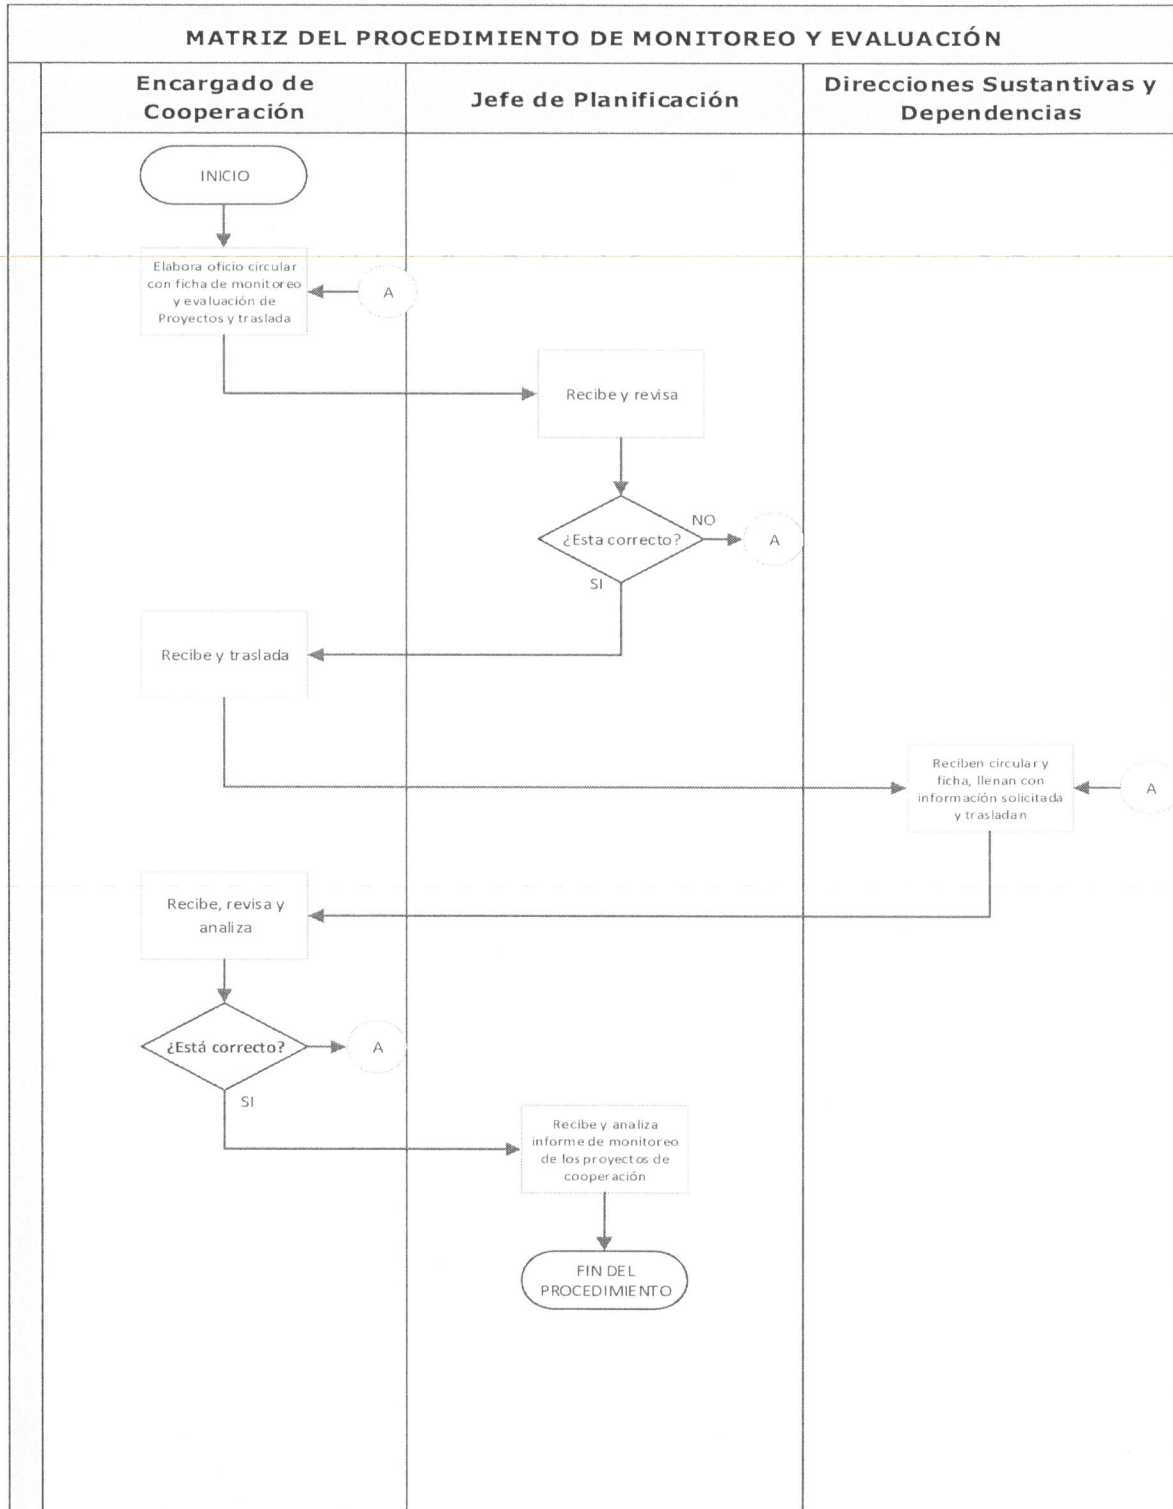 MATRIZ DEL PROCEDIMIENTO DE MONITOREO Y EVALUACIÓN
Encargado de
Cooperación
Jefe de Planificación
Direcciones Sustantivas y
Dependencias
INICIO
Elabora oficio circular
con ficha de monitoreo
y evaluación de
Proyectos y traslada
A
Recibe y revisa
¿Esta correcto?
NO
A
SI
Recibe y traslada
Reciben circular y
ficha, llenan con
información solicitada
y trasladan
A
Recibe, revisa y
analiza
¿Está correcto?
A
SI
Recibe y analiza
informe de monitoreo
de los proyectos de
cooperación
FIN DEL
PROCEDIMIENTO